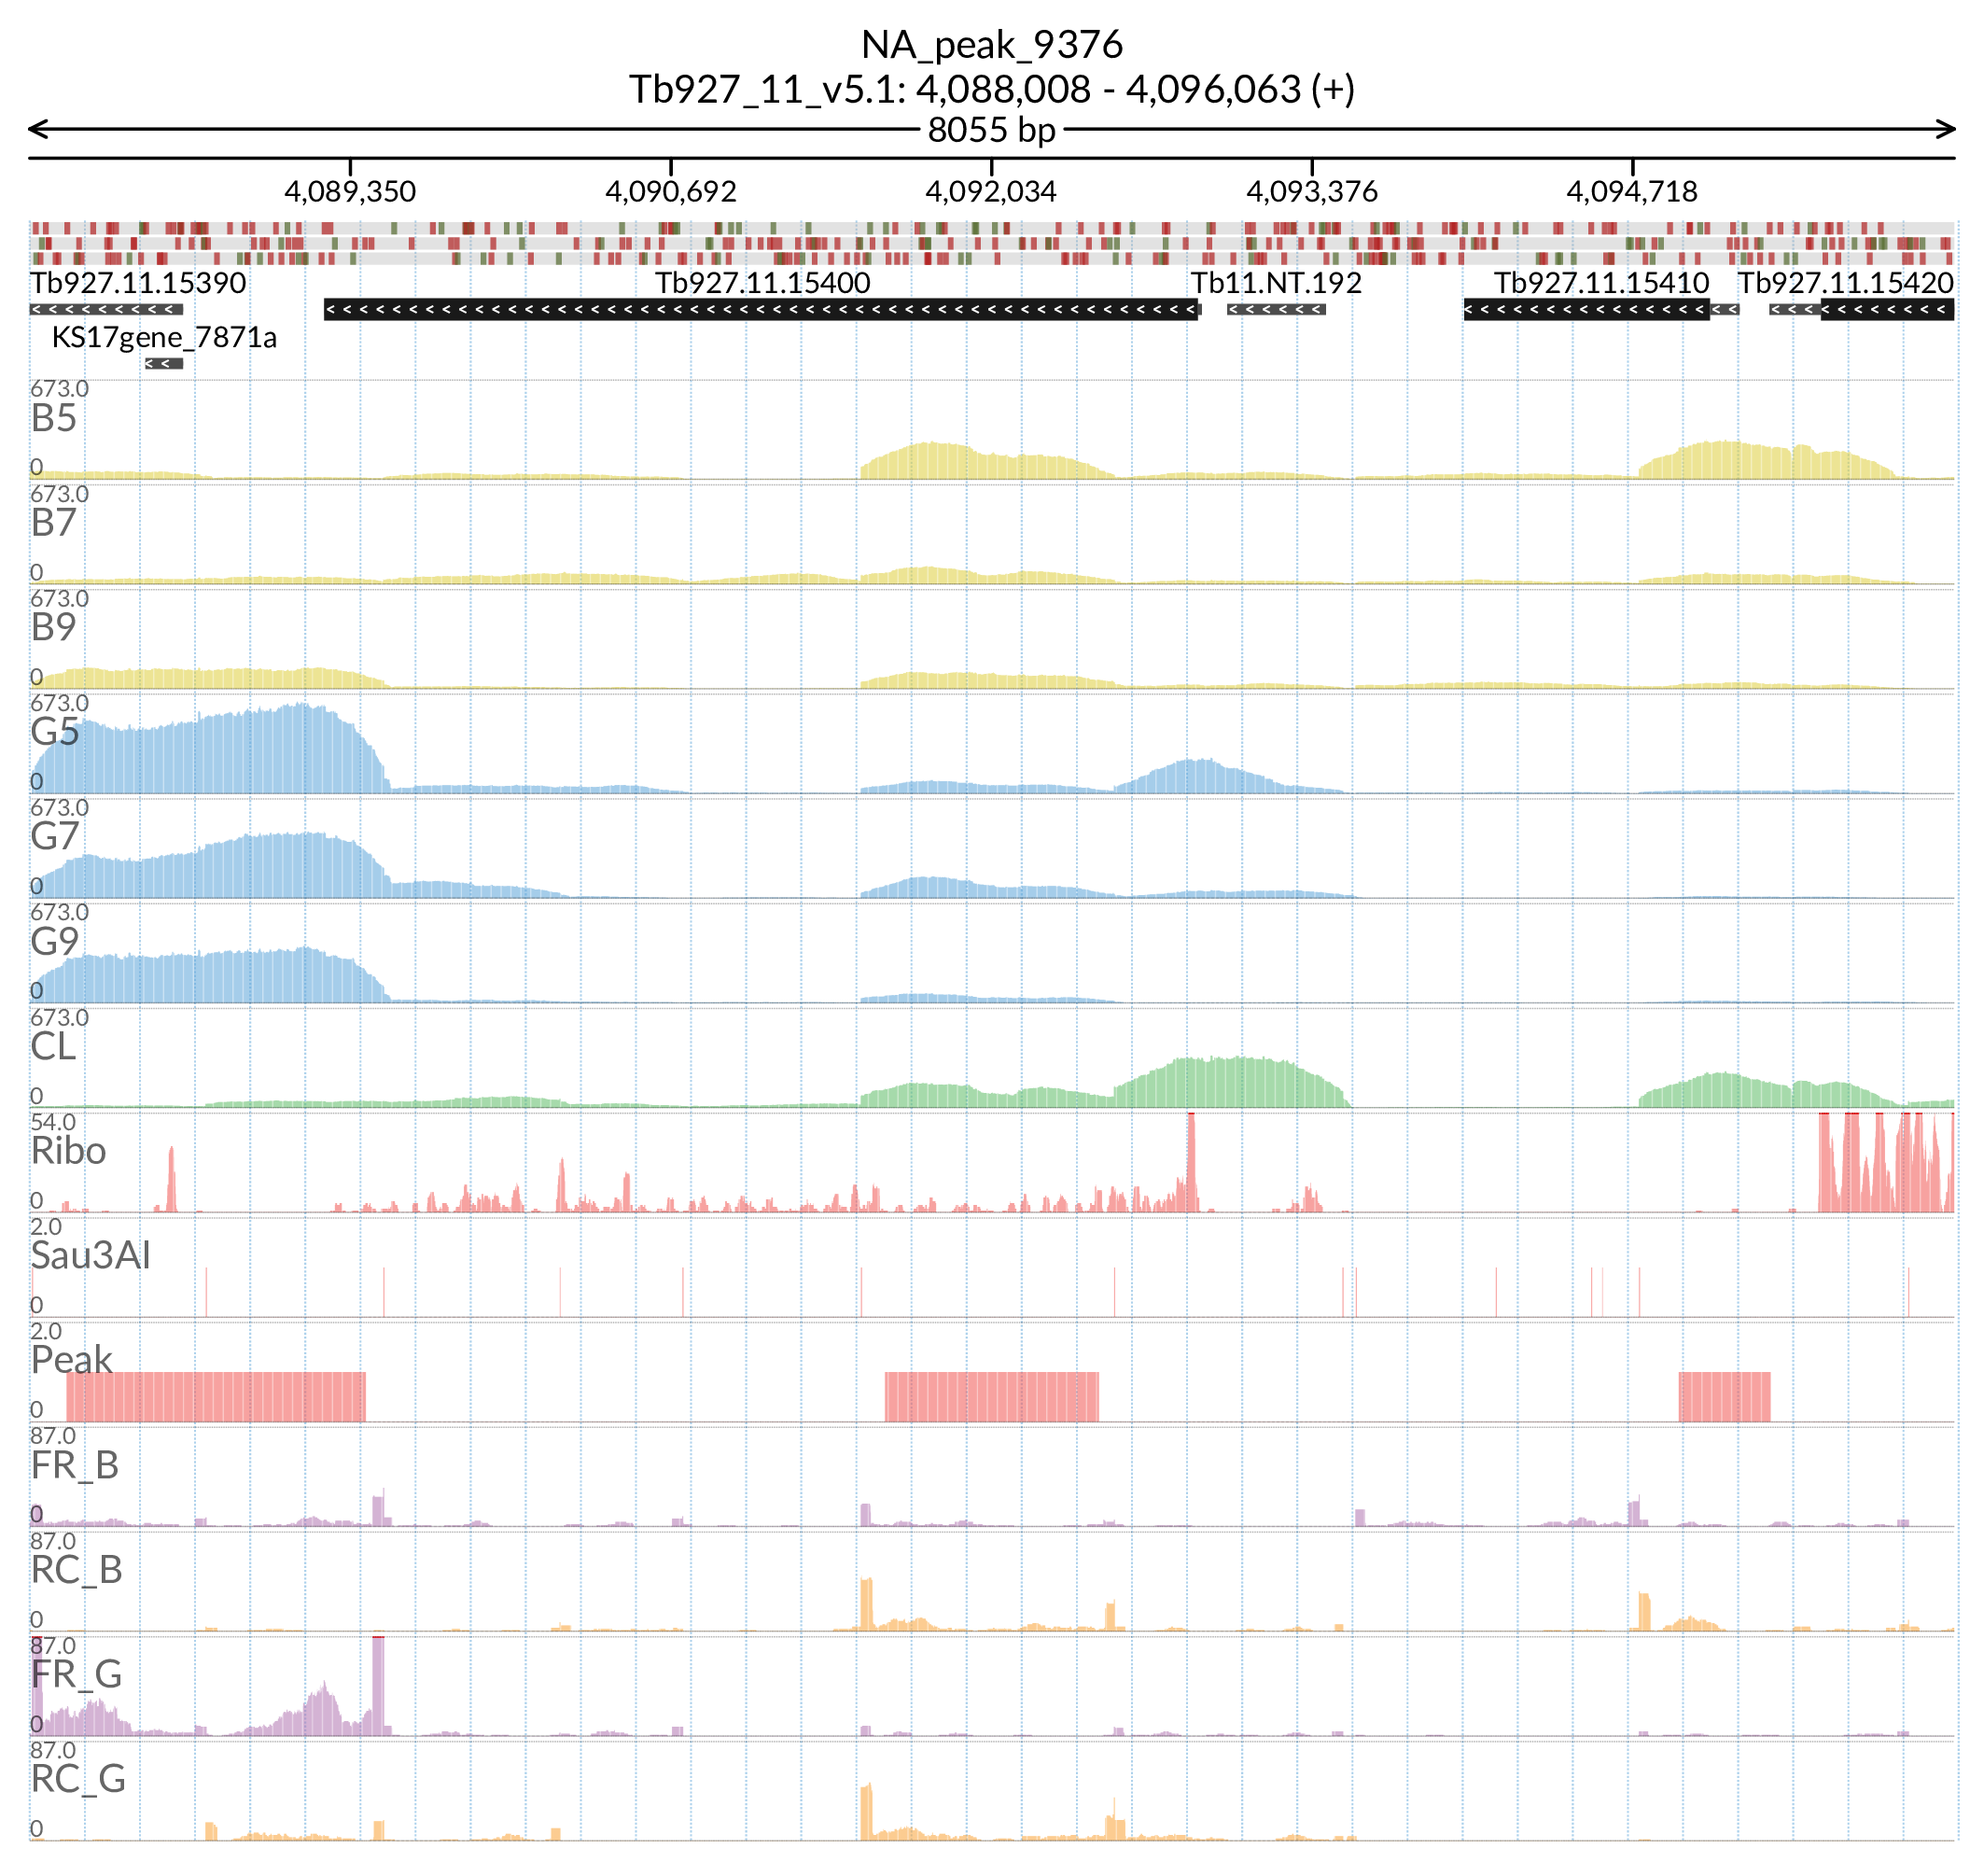 NA_peak_9376
Tb927_11_v5.1: 4,088,008 - 4,096,063 (+)
8055 bp
4,089,350 4,090,692 4,092,034 4,093,376 4,094,718
Tb927.11.15390 Tb927.11.15400 Tb11.NT.192 Tb927.11.15410 Tb927.11.15420
KS17gene_7871a
673.0
B5
0
673.0
B7
0
673.0
B9
0
673.0
G5
0
673.0
G7
0
673.0
G9
0
673.0
CL
0
54.0
Ribo
0
2.0
Sau3AI
0
2.0
Peak
0
87.0
FR_B
0
87.0
RC_B
0
87.0
FR_G
0
87.0
RC_G
0